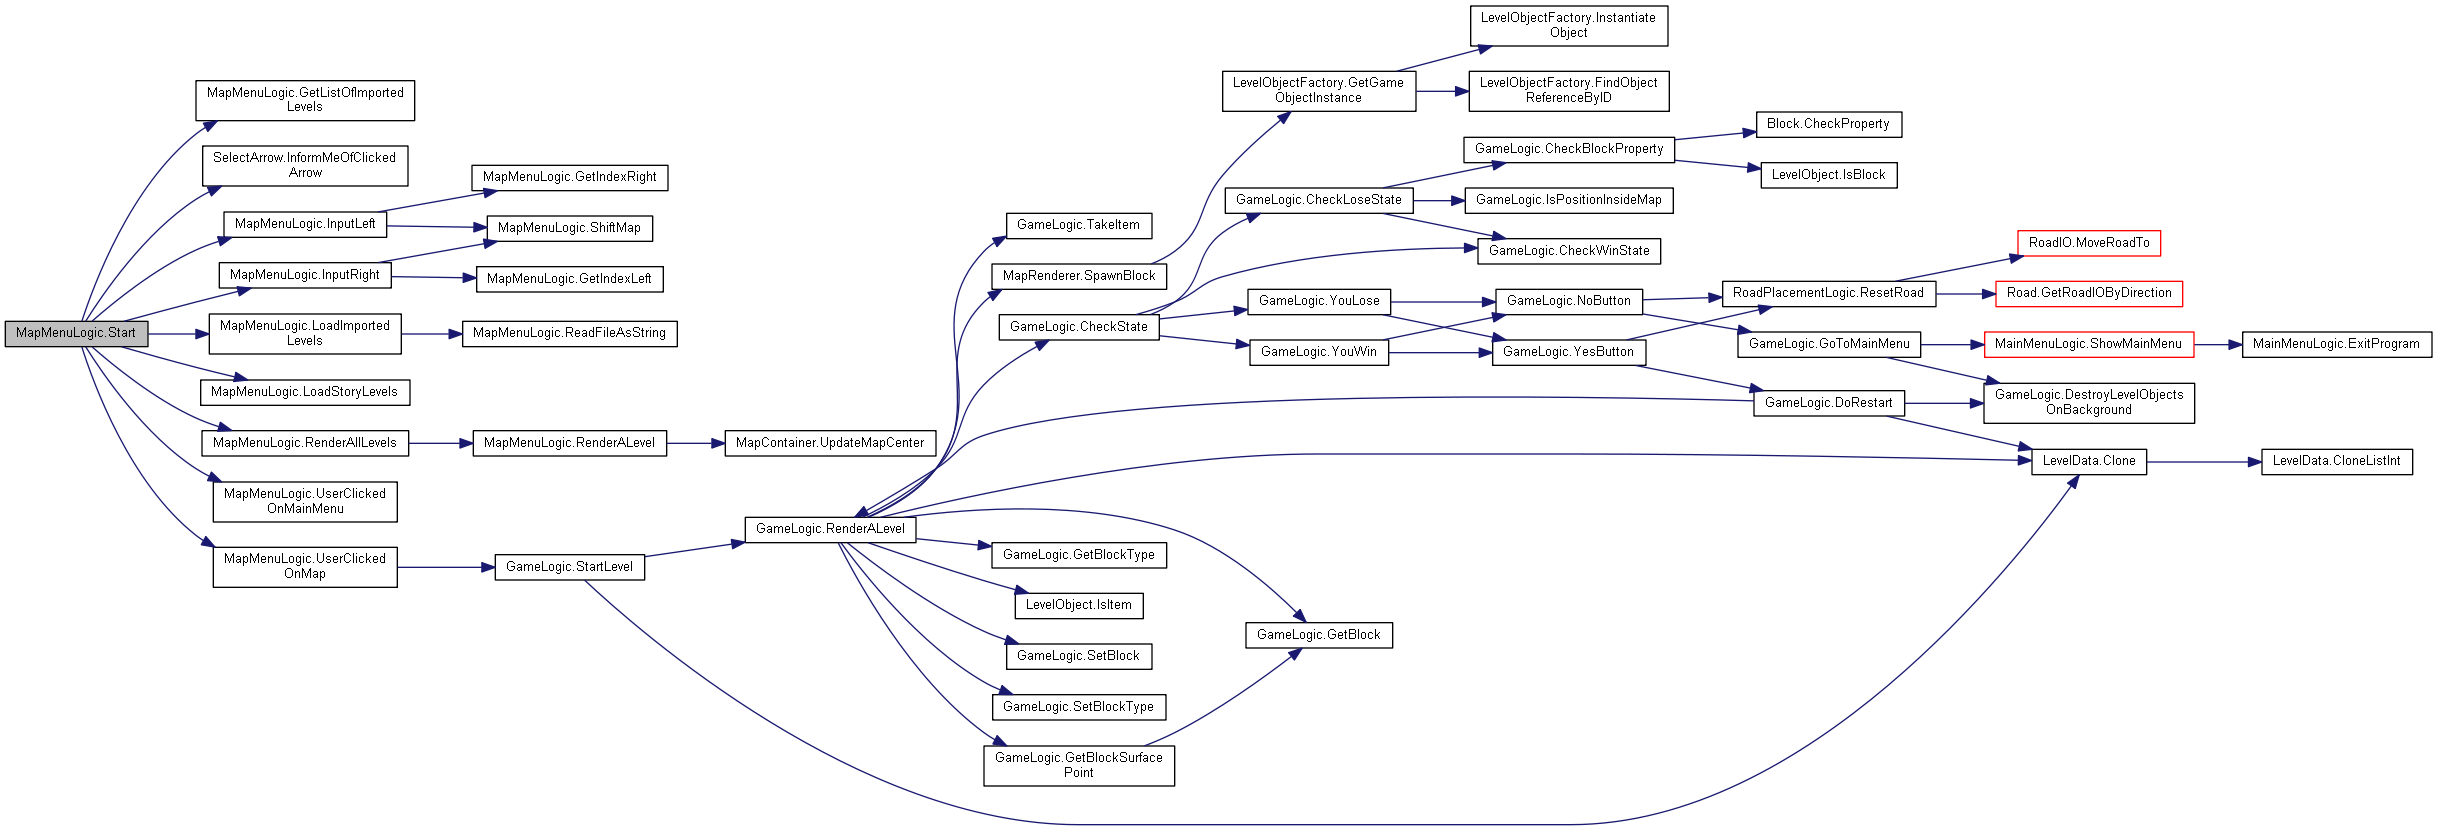 MapMenuLogic.Start
MapMenuLogic.GetListOfImported
Levels
SelectArrow.InformMeOfClicked
Arrow
MapMenuLogic.InputLeft
MapMenuLogic.InputRight
MapMenuLogic.LoadImported
Levels
MapMenuLogic.LoadStoryLevels
MapMenuLogic.RenderAllLevels
MapMenuLogic.UserClicked
OnMainMenu
MapMenuLogic.UserClicked
OnMap
MapMenuLogic.GetIndexRight
MapMenuLogic.ShiftMap
MapMenuLogic.GetIndexLeft
MapMenuLogic.ReadFileAsString
MapMenuLogic.RenderALevel
GameLogic.StartLevel
MapContainer.UpdateMapCenter
GameLogic.RenderALevel
GameLogic.TakeItem
MapRenderer.SpawnBlock
GameLogic.CheckState
GameLogic.GetBlockType
LevelObject.IsItem
GameLogic.SetBlock
GameLogic.SetBlockType
GameLogic.GetBlockSurface
Point
LevelObjectFactory.GetGame
ObjectInstance
GameLogic.CheckLoseState
GameLogic.YouLose
GameLogic.YouWin
GameLogic.GetBlock
LevelObjectFactory.Instantiate
Object
LevelObjectFactory.FindObject
ReferenceByID
GameLogic.CheckBlockProperty
GameLogic.IsPositionInsideMap
GameLogic.CheckWinState
GameLogic.NoButton
GameLogic.YesButton
Block.CheckProperty
LevelObject.IsBlock
RoadPlacementLogic.ResetRoad
GameLogic.GoToMainMenu
GameLogic.DoRestart
RoadIO.MoveRoadTo
Road.GetRoadIOByDirection
MainMenuLogic.ShowMainMenu
GameLogic.DestroyLevelObjects
OnBackground
LevelData.Clone
MainMenuLogic.ExitProgram
LevelData.CloneListInt